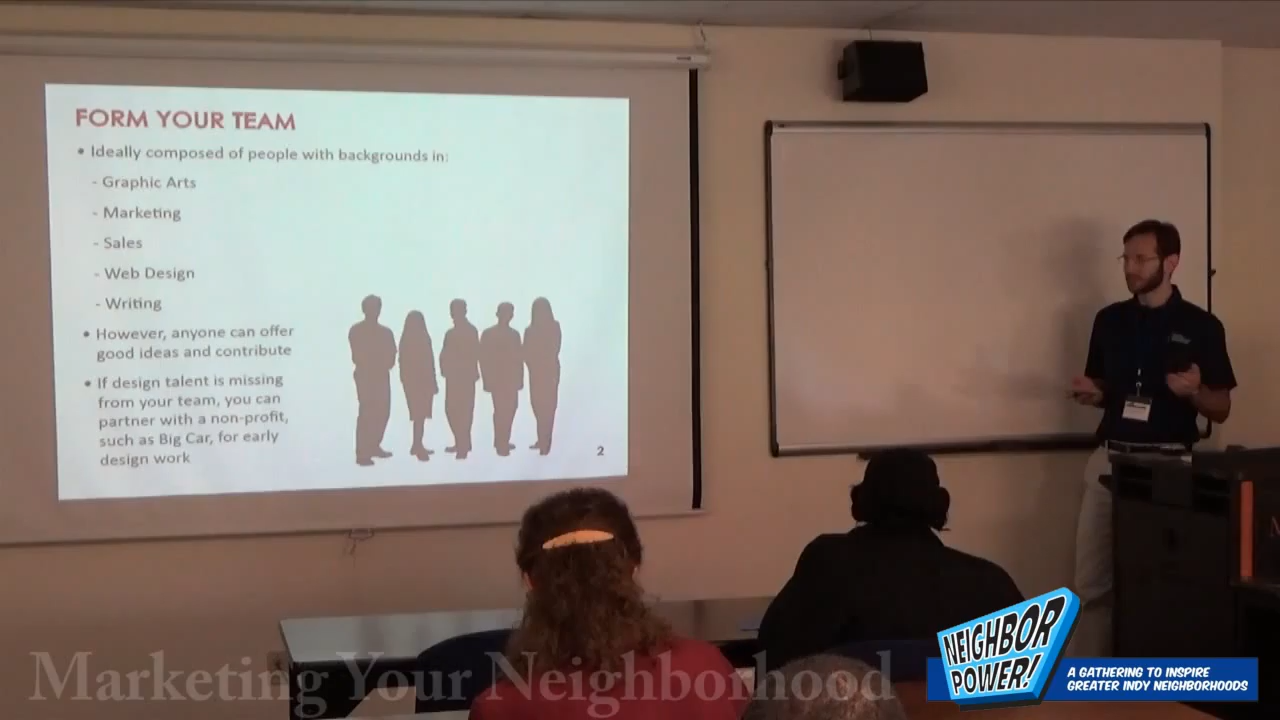 FORM YOUR TEAM
• Ideally composed of people with backgrounds in:
- Graphic Arts
- Marketing
- Sales
- Web Design
- Writing
• However, anyone can offer
good ideas and contribute
• If design talent is missing
from your team, you can
partner with a non-profit,
such as Big Car, for early
design work
2
Marketing Your Neighborhood
NEIGHBOR
POWER!
A GATHERING TO INSPIRE
GREATER INDY NEIGHBORHOODS